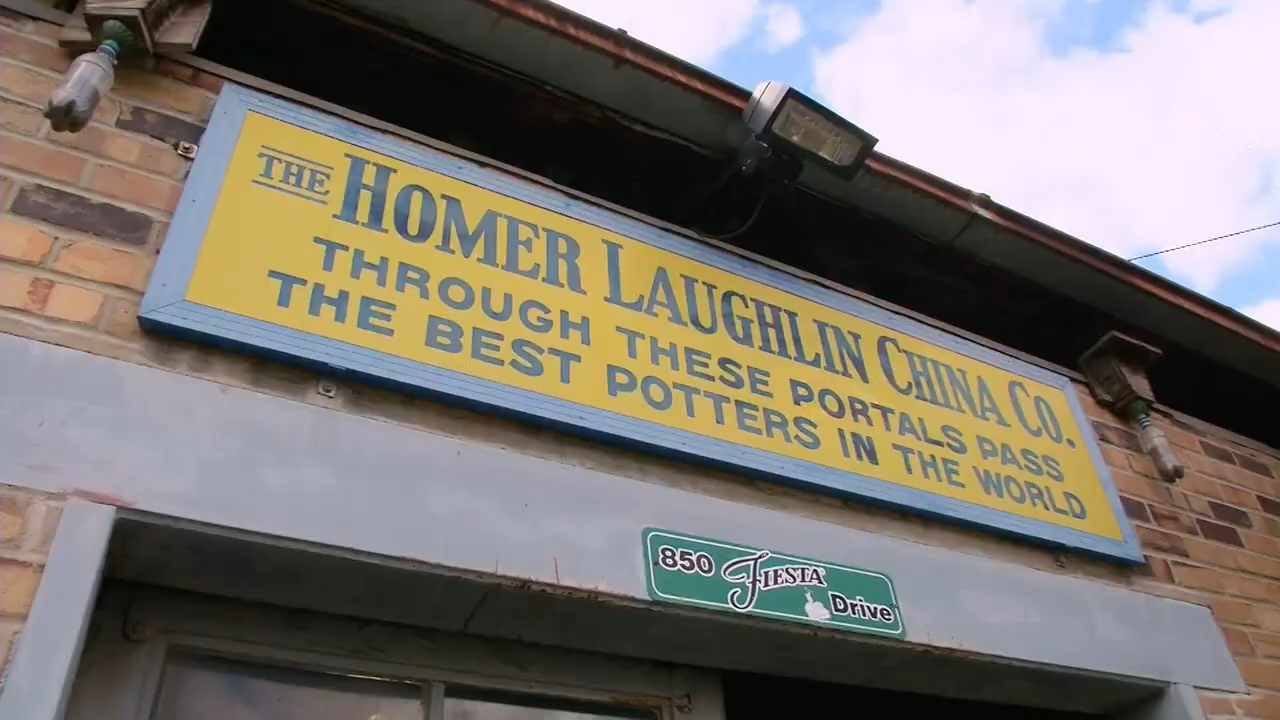 THE HOMER LAUGHLIN CHINA CO.
THROUGH THESE PORTALS PASS
THE BEST POTTERS IN THE WORLD
850 FIESTA Drive